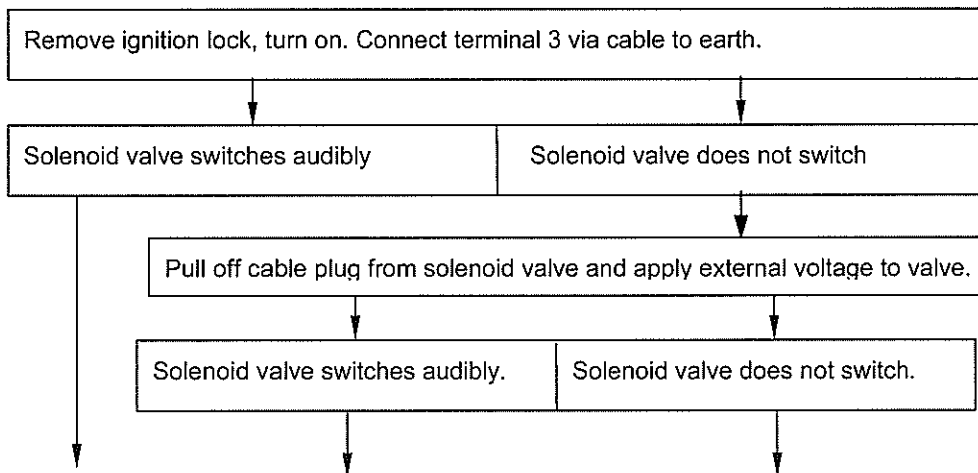 Remove ignition lock, turn on. Connect terminal 3 via cable to earth.
Solenoid valve switches audibly
Solenoid valve does not switch
Pull off cable plug from solenoid valve and apply external voltage to valve.
Solenoid valve switches audibly.
Solenoid valve does not switch.